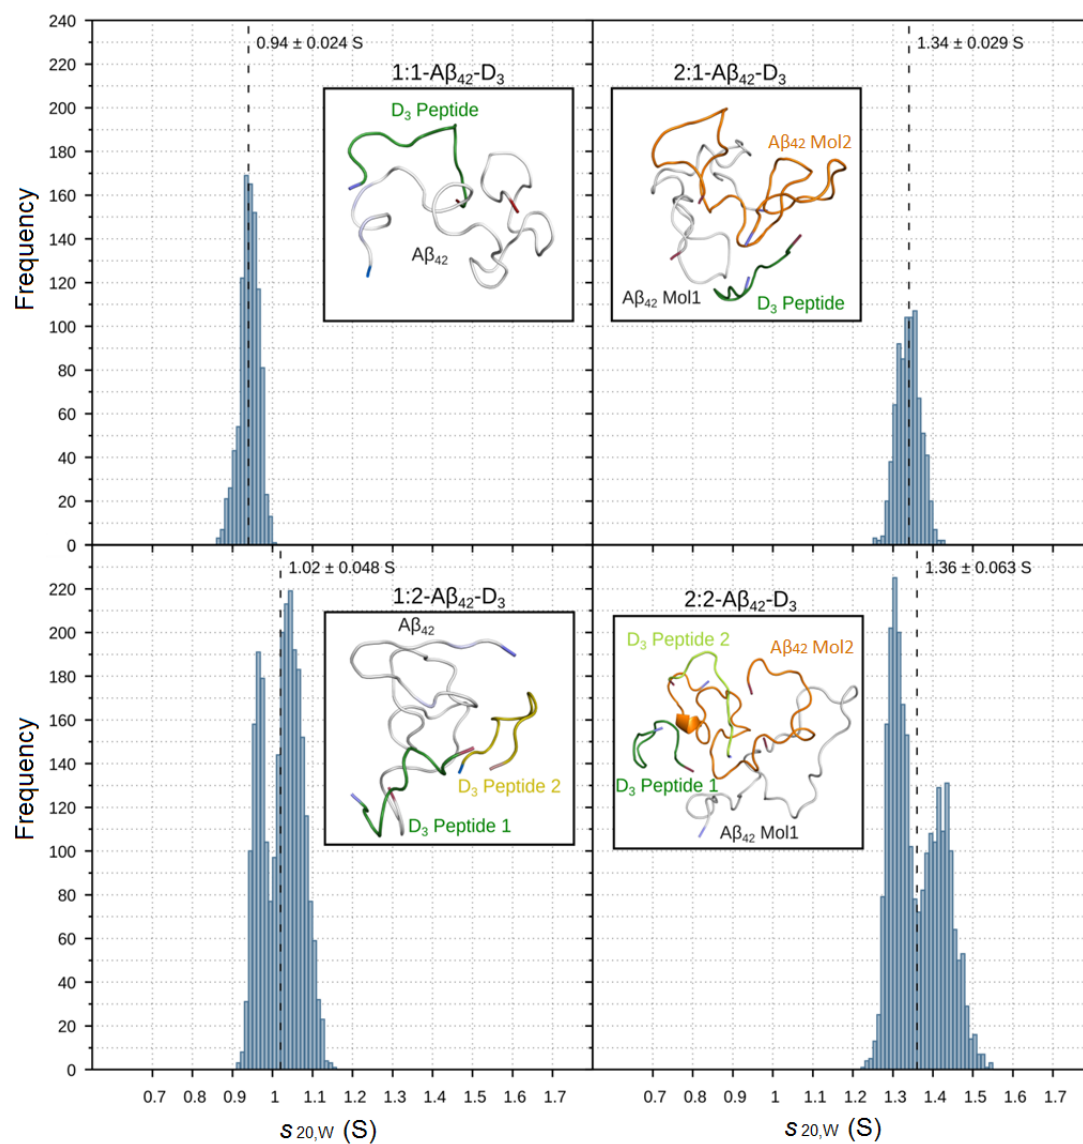 240
220
200
180
160
140
120
100
80
60
40
20
0
Frequency
0.94 ± 0.024 S
1:1-Aβ₄₂-D₃
D₃ Peptide
Aβ₄₂
1.34 ± 0.029 S
2:1-Aβ₄₂-D₃
Aβ₄₂ Mol2
Aβ₄₂ Mol1
D₃ Peptide
220
200
180
160
140
120
100
80
60
40
20
0
Frequency
1.02 ± 0.048 S
1:2-Aβ₄₂-D₃
Aβ₄₂
D₃ Peptide 2
D₃ Peptide 1
1.36 ± 0.063 S
2:2-Aβ₄₂-D₃
D₃ Peptide 2
Aβ₄₂ Mol2
D₃ Peptide 1
Aβ₄₂ Mol1
0.7 0.8 0.9 1 1.1 1.2 1.3 1.4 1.5 1.6 1.7
0.7 0.8 0.9 1 1.1 1.2 1.3 1.4 1.5 1.6 1.7
s 20,W (S)
s 20,W (S)